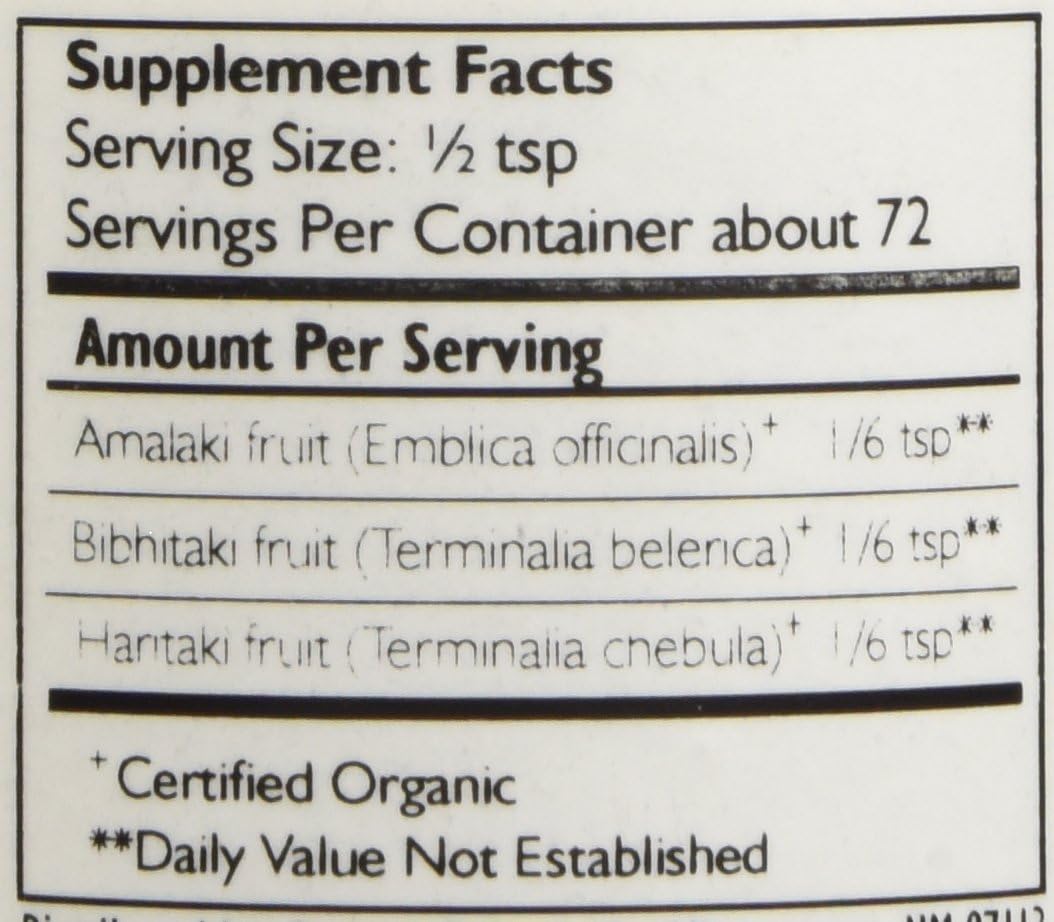 Supplement Facts
Serving Size: ½ tsp
Servings Per Container about 72
Amount Per Serving
Amalaki fruit (Emblica officinalis)⁺ 1/6 tsp**
Bibhitaki fruit (Terminalia belerica)⁺ 1/6 tsp**
Haritaki fruit (Terminalia chebula)⁺ 1/6 tsp**
⁺ Certified Organic
**Daily Value Not Established